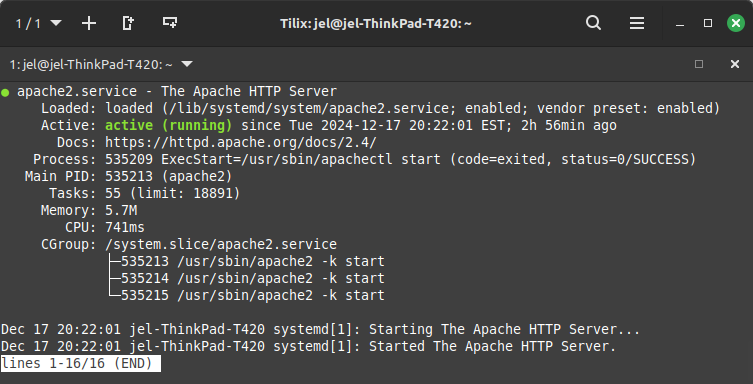 1 / 1
Tilix: jel@jel-ThinkPad-T420: ~
1: jel@jel-ThinkPad-T420: ~
● apache2.service - The Apache HTTP Server
     Loaded: loaded (/lib/systemd/system/apache2.service; enabled; vendor preset: enabled)
     Active: active (running) since Tue 2024-12-17 20:22:01 EST; 2h 56min ago
       Docs: https://httpd.apache.org/docs/2.4/
    Process: 535209 ExecStart=/usr/sbin/apachectl start (code=exited, status=0/SUCCESS)
   Main PID: 535213 (apache2)
      Tasks: 55 (limit: 18891)
     Memory: 5.7M
        CPU: 741ms
     CGroup: /system.slice/apache2.service
             ├─535213 /usr/sbin/apache2 -k start
             ├─535214 /usr/sbin/apache2 -k start
             └─535215 /usr/sbin/apache2 -k start
Dec 17 20:22:01 jel-ThinkPad-T420 systemd[1]: Starting The Apache HTTP Server...
Dec 17 20:22:01 jel-ThinkPad-T420 systemd[1]: Started The Apache HTTP Server.
lines 1-16/16 (END)